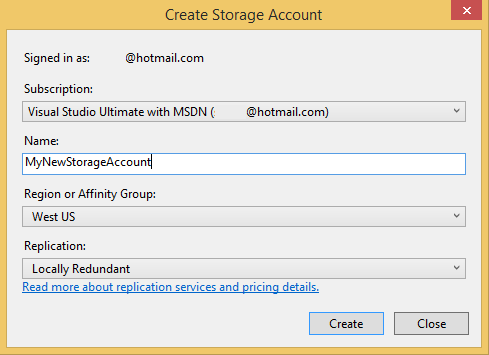 Create Storage Account
Signed in as: @hotmail.com
Subscription:
Visual Studio Ultimate with MSDN ( @hotmail.com)
Name:
MyNewStorageAccount
Region or Affinity Group:
West US
Replication:
Locally Redundant
Read more about replication services and pricing details.
Create Close